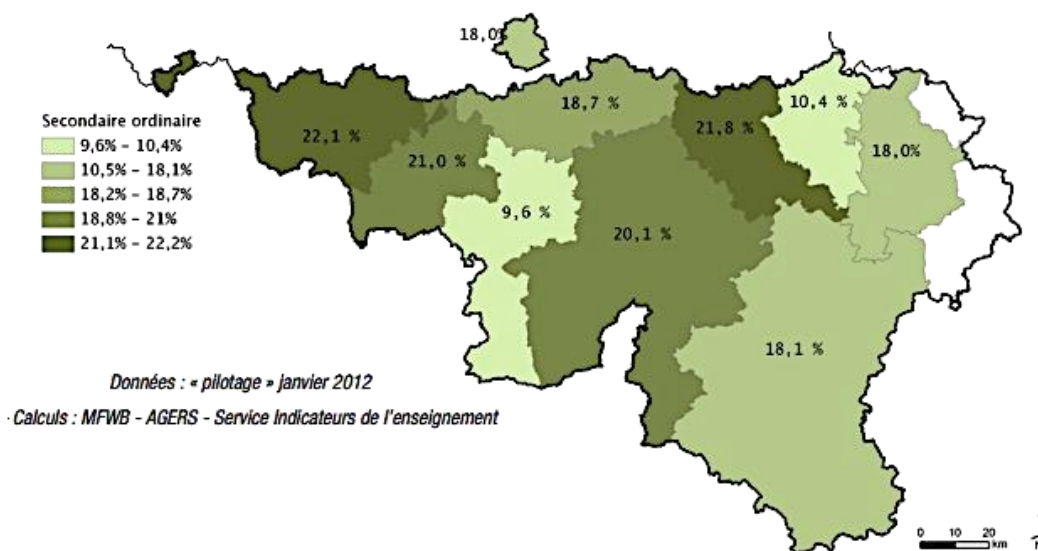 18,0%
Secondaire ordinaire
9,6% - 10,4%
10,5% - 18,1%
18,2% - 18,7%
18,8% - 21%
21,1% - 22,2%
22,1 %
21,0 %
18,7 %
21,8 %
10,4 %
18,0%
9,6 %
20,1 %
18,1 %
Données : « pilotage » janvier 2012
· Calculs : MFWB - AGERS - Service Indicateurs de l'enseignement
0 10 20
km